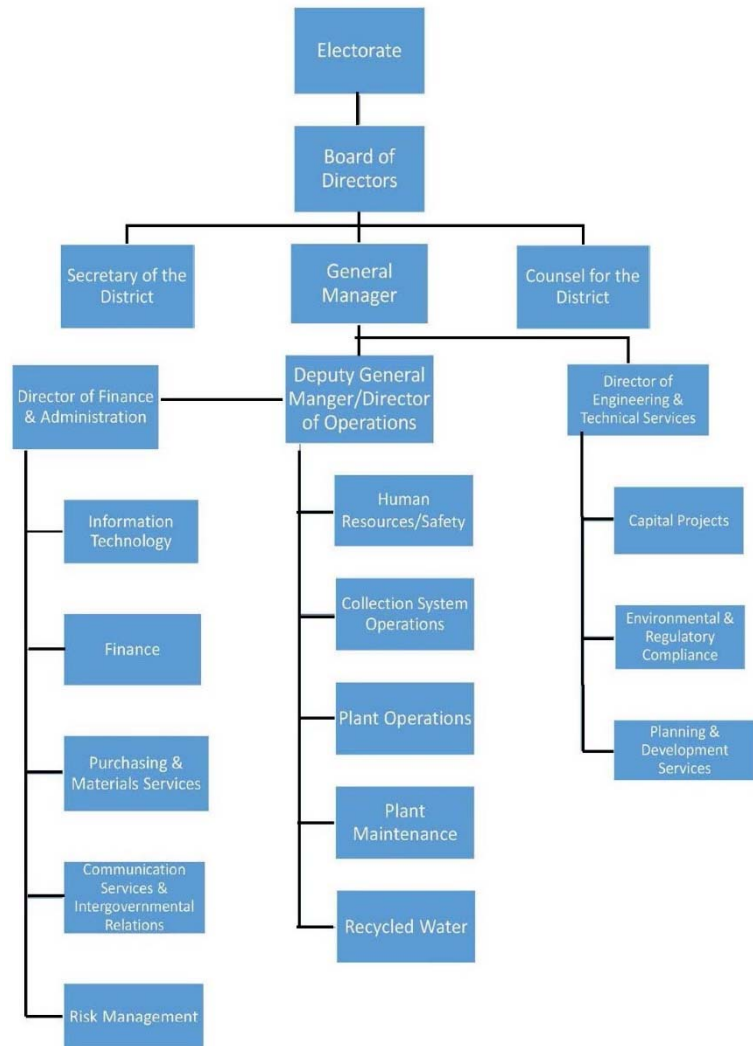 Electorate
Board of
Directors
Secretary of the
District
General
Manager
Counsel for the
District
Director of Finance
& Administration
Deputy General
Manger/Director
of Operations
Director of
Engineering &
Technical Services
Information
Technology
Finance
Purchasing &
Materials Services
Communication
Services &
Intergovernmental
Relations
Risk Management
Human
Resources/Safety
Collection System
Operations
Plant Operations
Plant
Maintenance
Recycled Water
Capital Projects
Environmental &
Regulatory
Compliance
Planning &
Development
Services